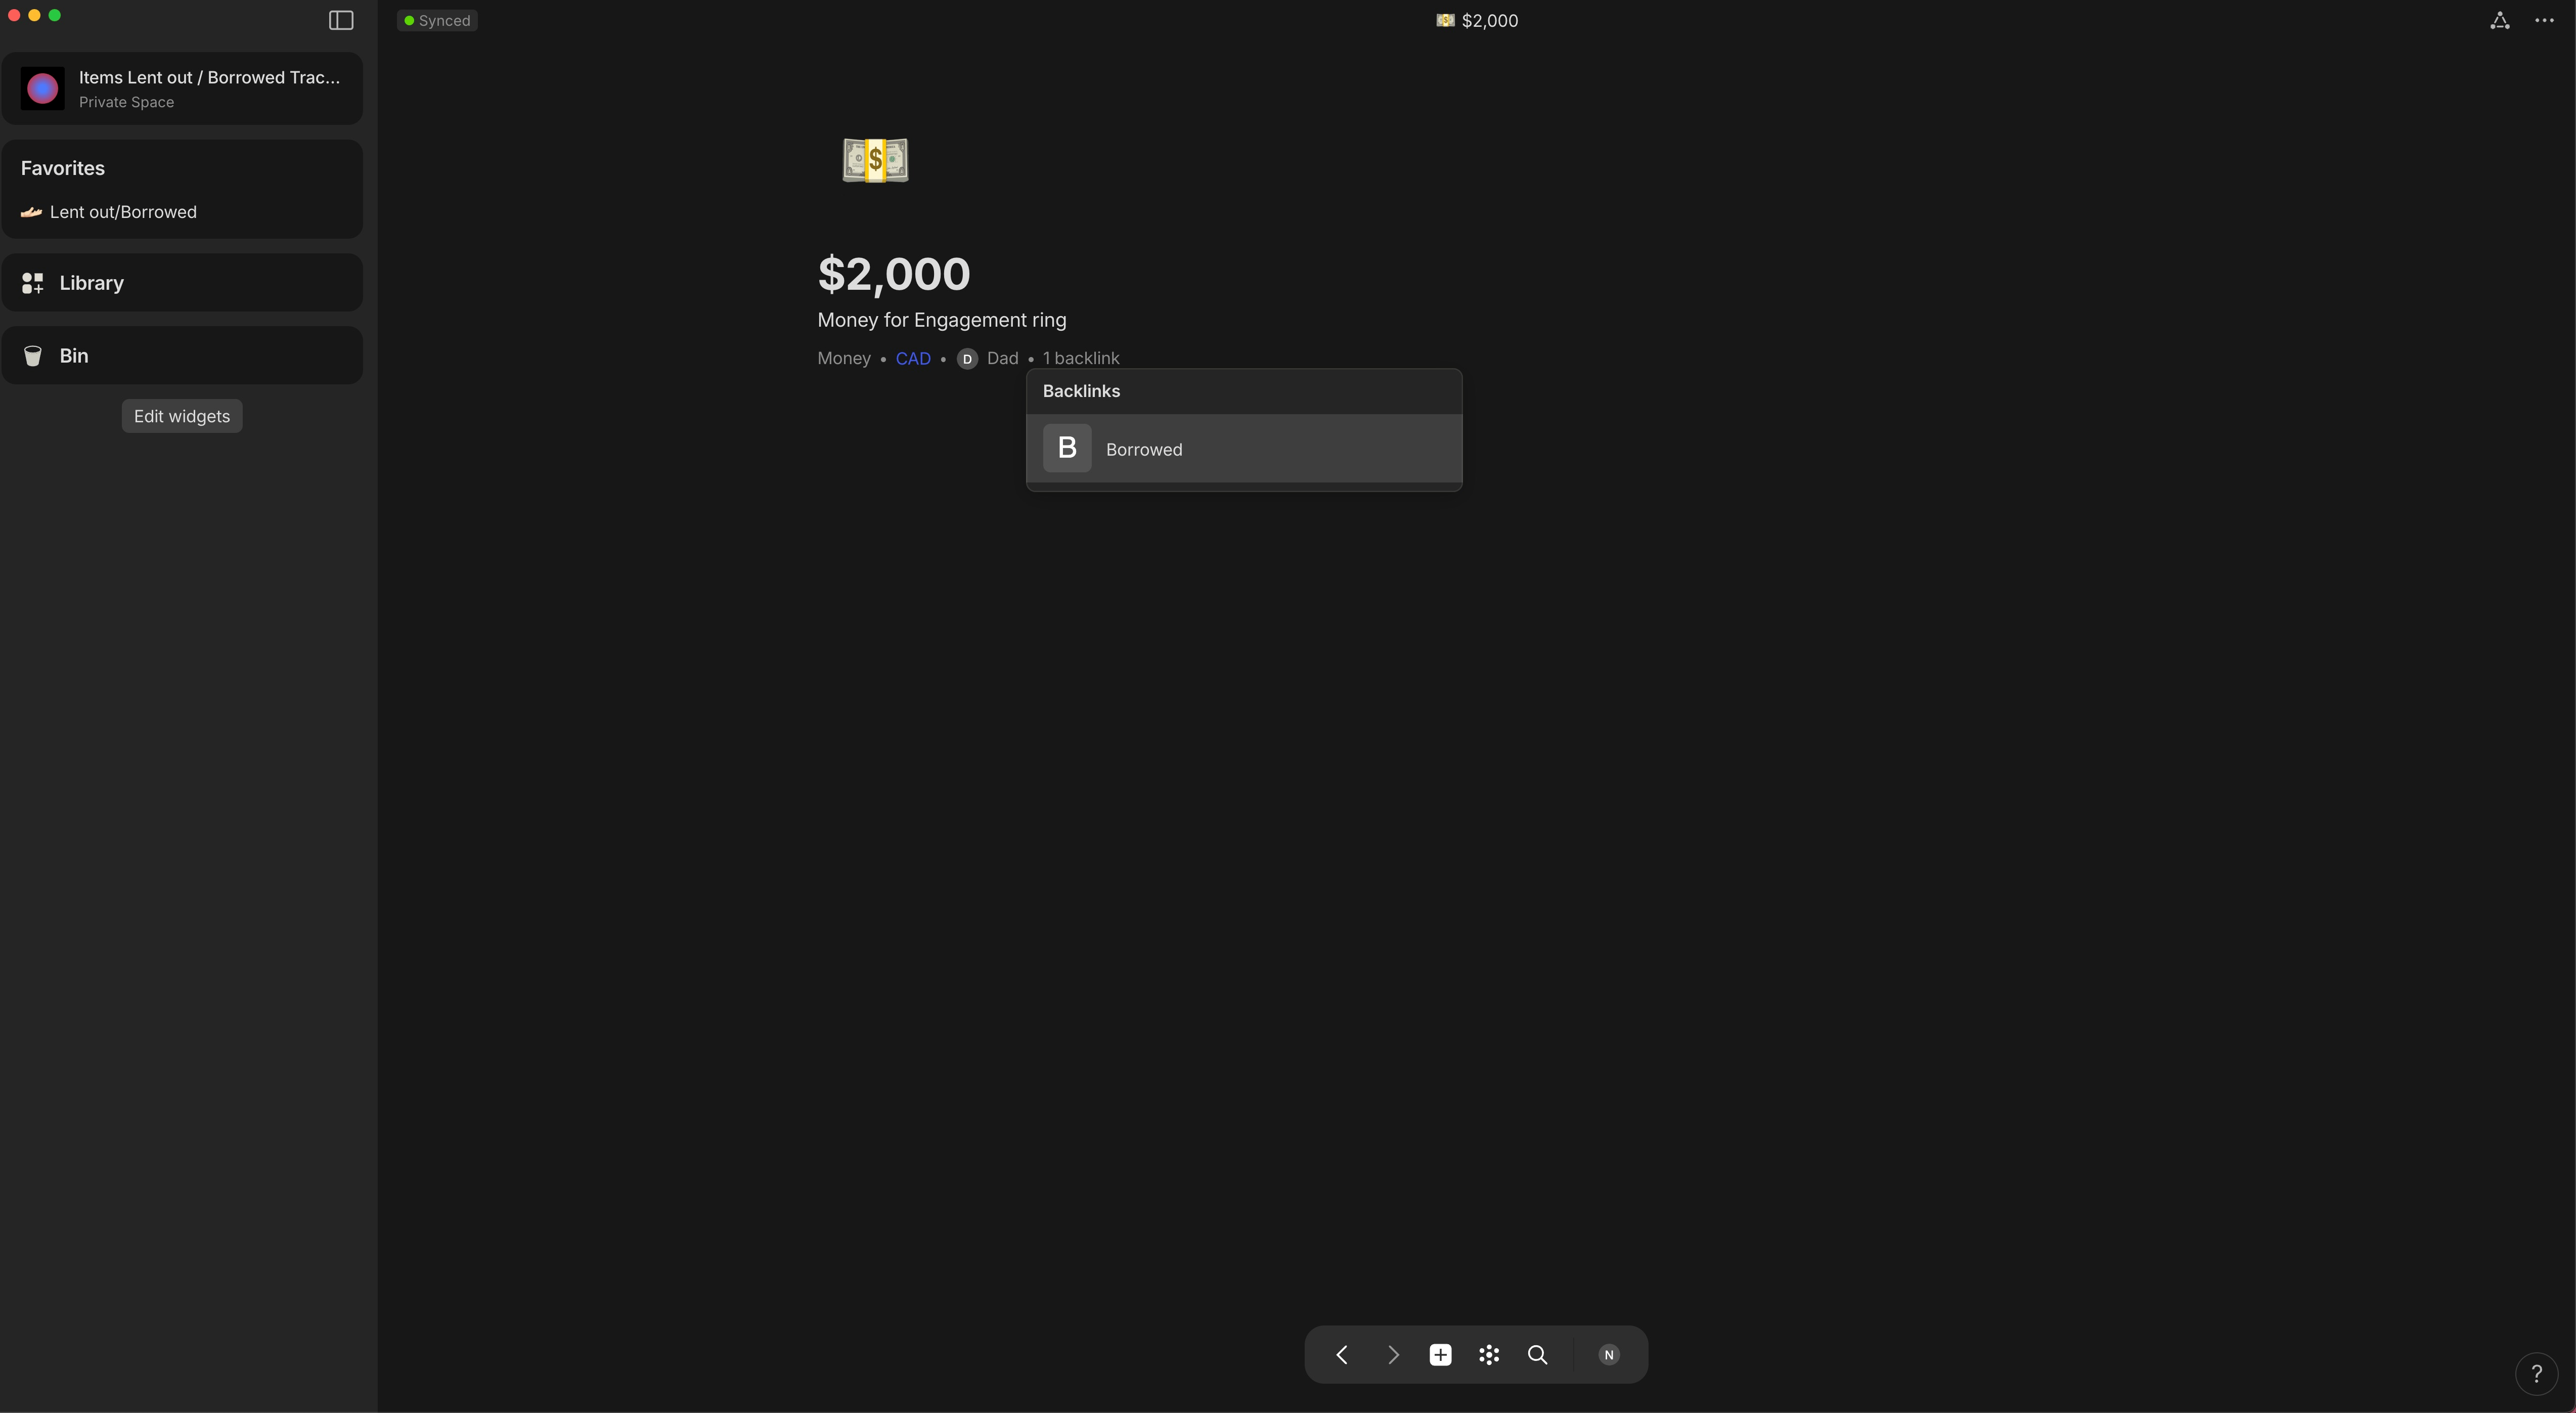 Synced
💵 $2,000
Items Lent out / Borrowed Trac...
Private Space
Favorites
Lent out/Borrowed
Library
Bin
Edit widgets
$2,000
Money for Engagement ring
Money • CAD • D Dad • 1 backlink
Backlinks
B Borrowed
N
?